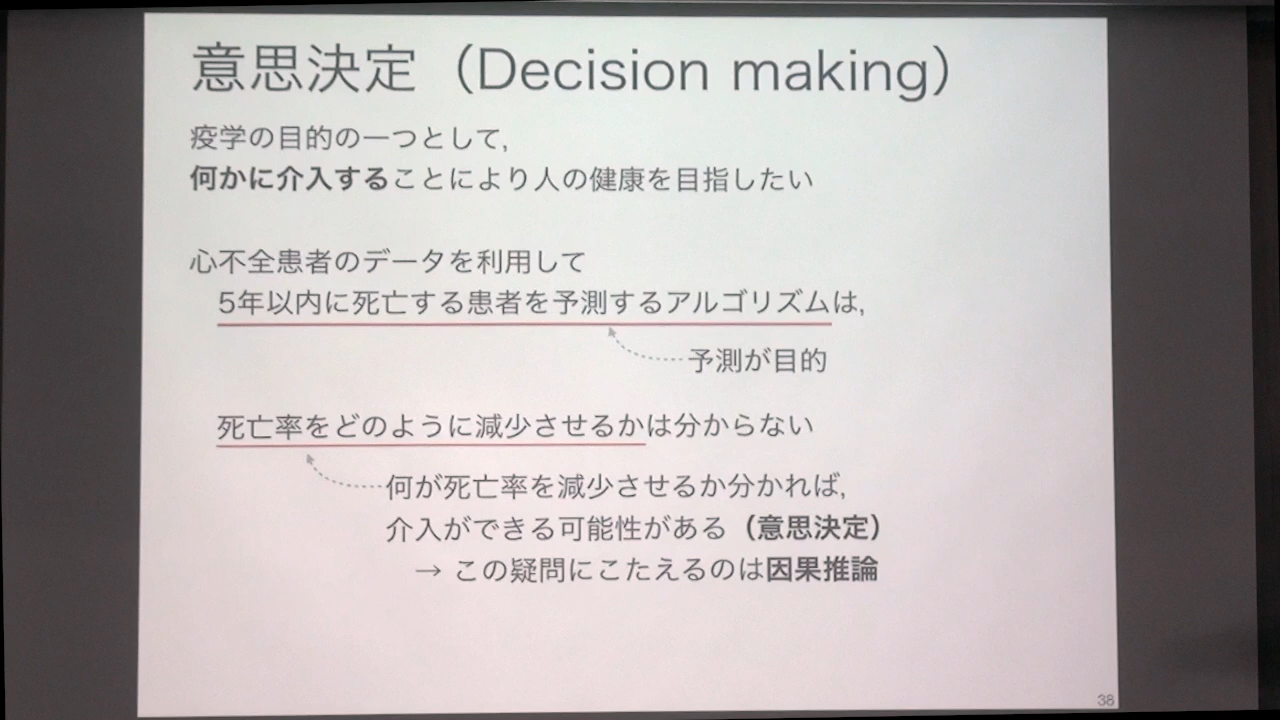 意思決定（Decision making）
疫学の目的の一つとして,
何かに介入することにより人の健康を目指したい
心不全患者のデータを利用して
5年以内に死亡する患者を予測するアルゴリズムは,
予測が目的
死亡率をどのように減少させるかは分からない
何が死亡率を減少させるか分かれば,
介入ができる可能性がある（意思決定）
→ この疑問にこたえるのは因果推論
38